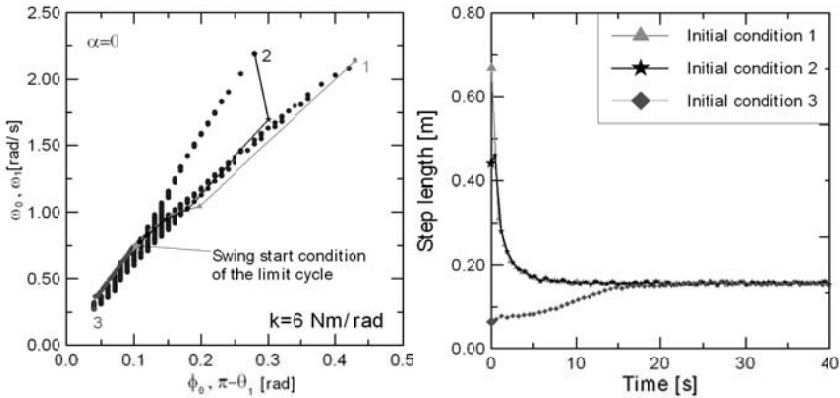 α=0
2
1
3
Swing start condition
of the limit cycle
k=6 Nm/rad
2.50
2.00
1.50
1.00
0.50
0.00
0.0 0.1 0.2 0.3 0.4 0.5
ω₀, ω₁[rad/s]
ϕ₀, π-θ₁ [rad]
Initial condition 1
Initial condition 2
Initial condition 3
0.80
0.60
0.40
0.20
0.00
0 10 20 30 40
Step length [m]
Time [s]